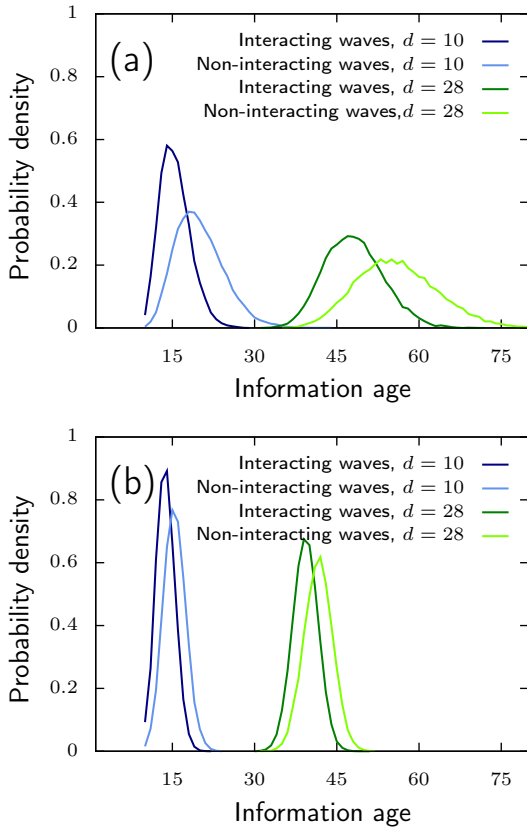 1
0.8
0.6
0.4
0.2
0
Probability density
(a)
Interacting waves, d = 10
Non-interacting waves, d = 10
Interacting waves, d = 28
Non-interacting waves,d = 28
15 30 45 60 75
Information age
1
0.8
0.6
0.4
0.2
0
Probability density
(b)
Interacting waves, d = 10
Non-interacting waves, d = 10
Interacting waves, d = 28
Non-interacting waves, d = 28
15 30 45 60 75
Information age